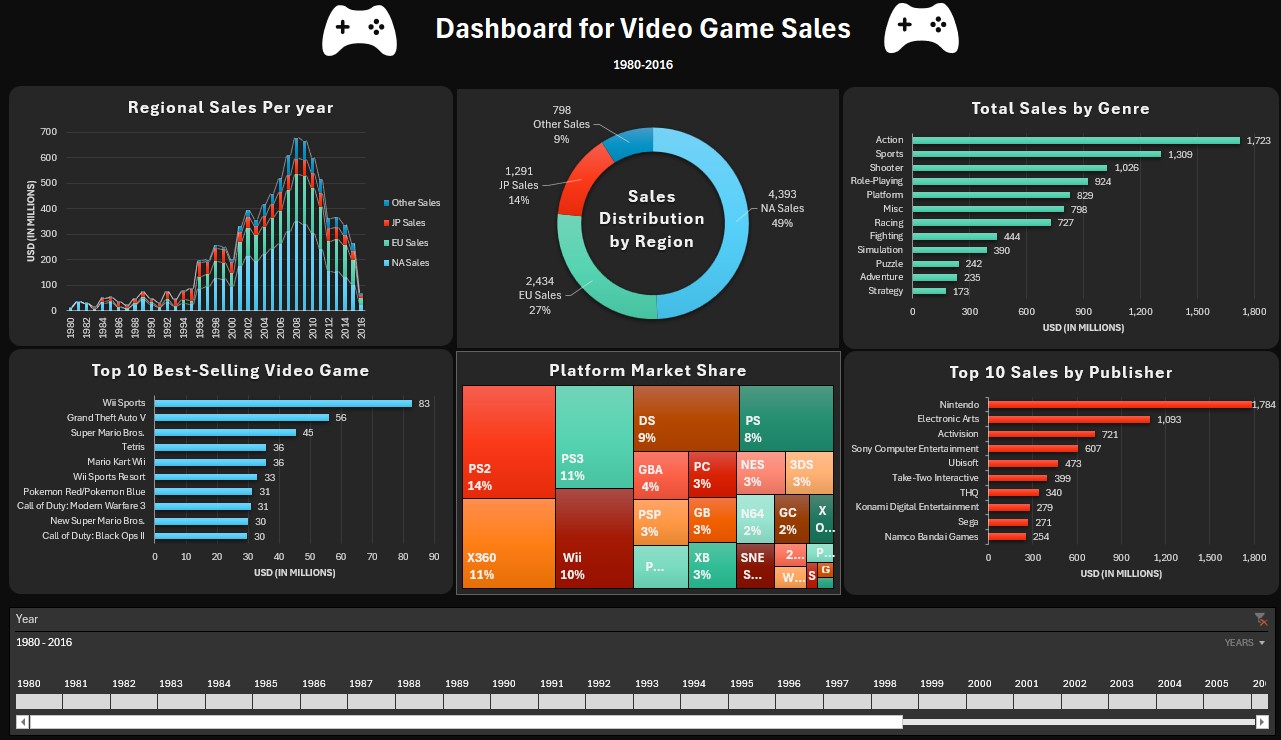 Dashboard for Video Game Sales
1980-2016
Regional Sales Per year
USD (IN MILLIONS)
700
600
500
400
300
200
100
0
1980
1982
1984
1986
1988
1990
1992
1994
1996
1998
2000
2002
2004
2006
2008
2010
2012
2014
2016
Other Sales
JP Sales
EU Sales
NA Sales
Sales
Distribution
by Region
798
Other Sales
9%
1,291
JP Sales
14%
2,434
EU Sales
27%
4,393
NA Sales
49%
Total Sales by Genre
Action 1,723
Sports 1,309
Shooter 1,026
Role-Playing 924
Platform 829
Misc 798
Racing 727
Fighting 444
Simulation 390
Puzzle 242
Adventure 235
Strategy 173
0 300 600 900 1,200 1,500 1,800
USD (IN MILLIONS)
Top 10 Best-Selling Video Game
Wii Sports 83
Grand Theft Auto V 56
Super Mario Bros. 45
Tetris 36
Mario Kart Wii 36
Wii Sports Resort 33
Pokemon Red/Pokemon Blue 31
Call of Duty: Modern Warfare 3 31
New Super Mario Bros. 30
Call of Duty: Black Ops II 30
0 10 20 30 40 50 60 70 80 90
USD (IN MILLIONS)
Platform Market Share
PS2
14%
X360
11%
PS3
11%
Wii
10%
DS
9%
PS
8%
GBA
4%
PC
3%
NES
3%
3DS
3%
PSP
3%
GB
3%
N64
2%
GC
2%
X
O...
P...
XB
3%
SNE
S...
2...
W...
P...
S
G
Top 10 Sales by Publisher
Nintendo 1,784
Electronic Arts 1,093
Activision 721
Sony Computer Entertainment 607
Ubisoft 473
Take-Two Interactive 399
THQ 340
Konami Digital Entertainment 279
Sega 271
Namco Bandai Games 254
0 300 600 900 1,200 1,500 1,800
USD (IN MILLIONS)
Year
1980 - 2016
YEARS
1980 1981 1982 1983 1984 1985 1986 1987 1988 1989 1990 1991 1992 1993 1994 1995 1996 1997 1998 1999 2000 2001 2002 2003 2004 2005 20